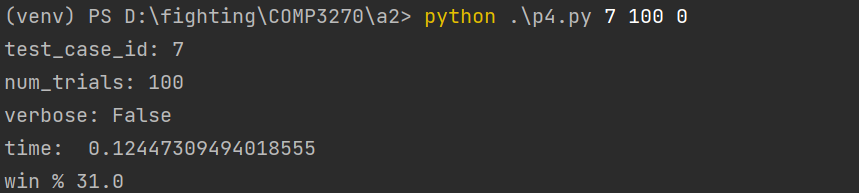 (venv) PS D:\fighting\COMP3270\a2> python .\p4.py 7 100 0
test_case_id: 7
num_trials: 100
verbose: False
time:  0.12447309494018555
win % 31.0